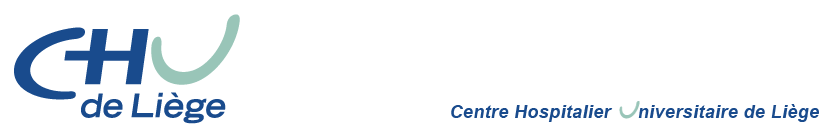 CHU
de Liège
Centre Hospitalier Universitaire de Liège